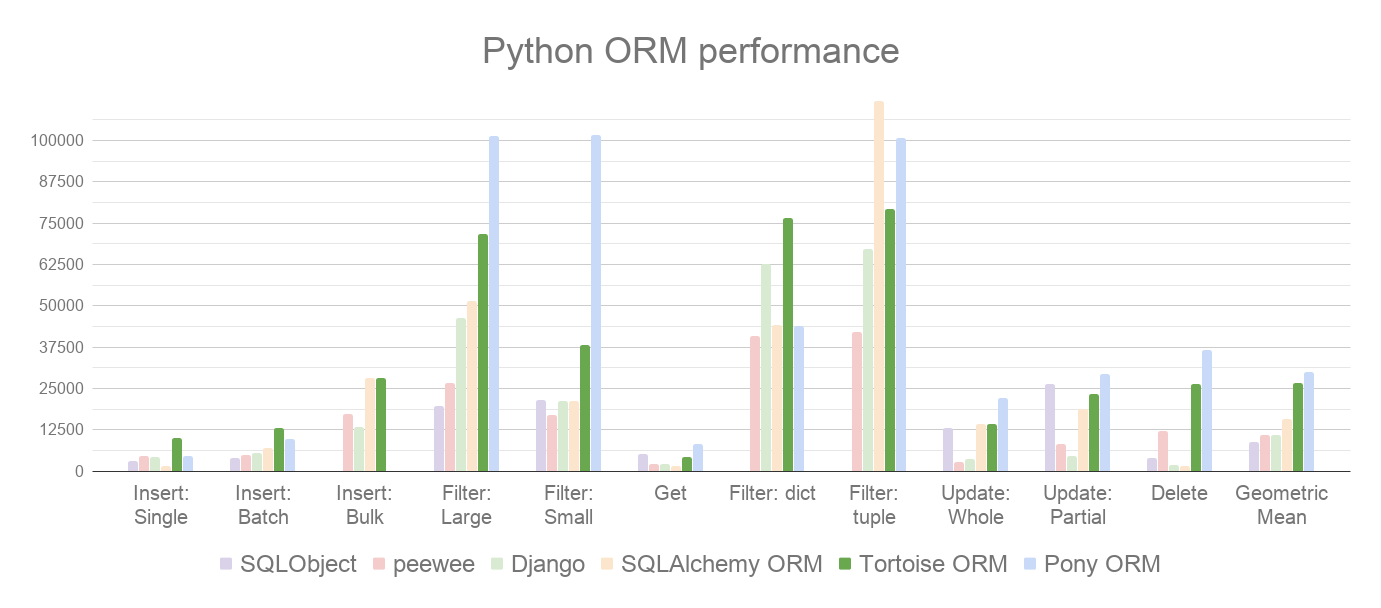 Python ORM performance
100000
87500
75000
62500
50000
37500
25000
12500
0
Insert: Single
Insert: Batch
Insert: Bulk
Filter: Large
Filter: Small
Get
Filter: dict
Filter: tuple
Update: Whole
Update: Partial
Delete
Geometric Mean
SQLObject peewee Django SQLAlchemy ORM Tortoise ORM Pony ORM